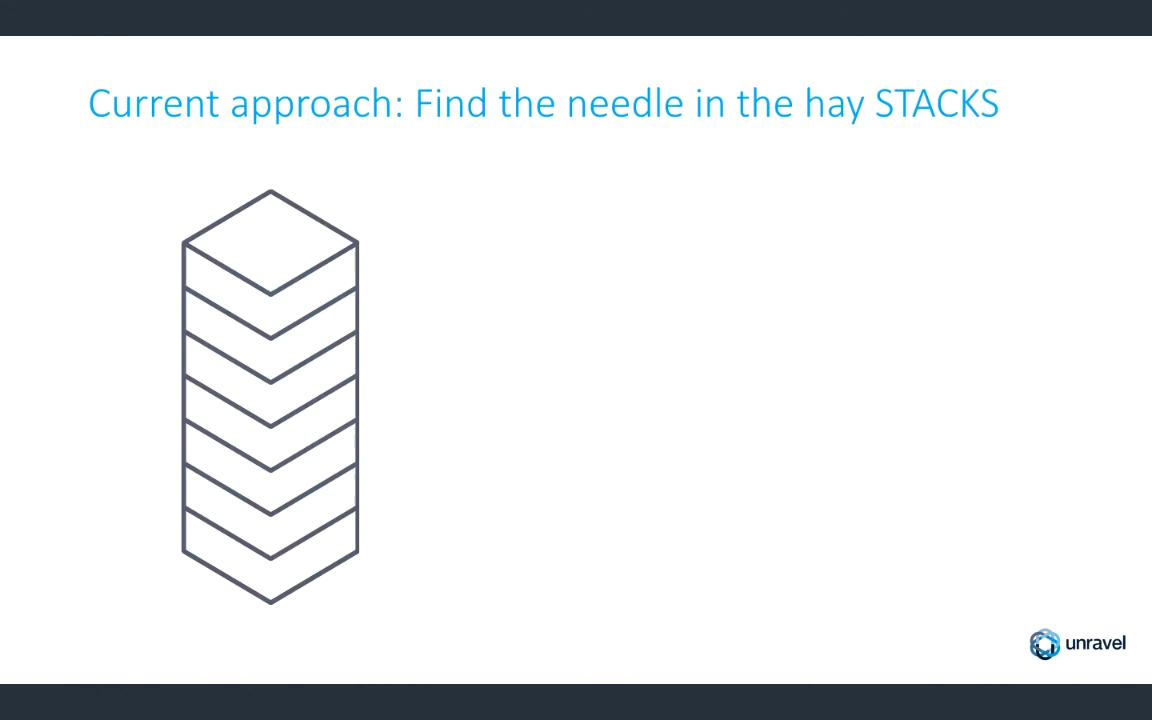 Current approach: Find the needle in the hay STACKS
unravel